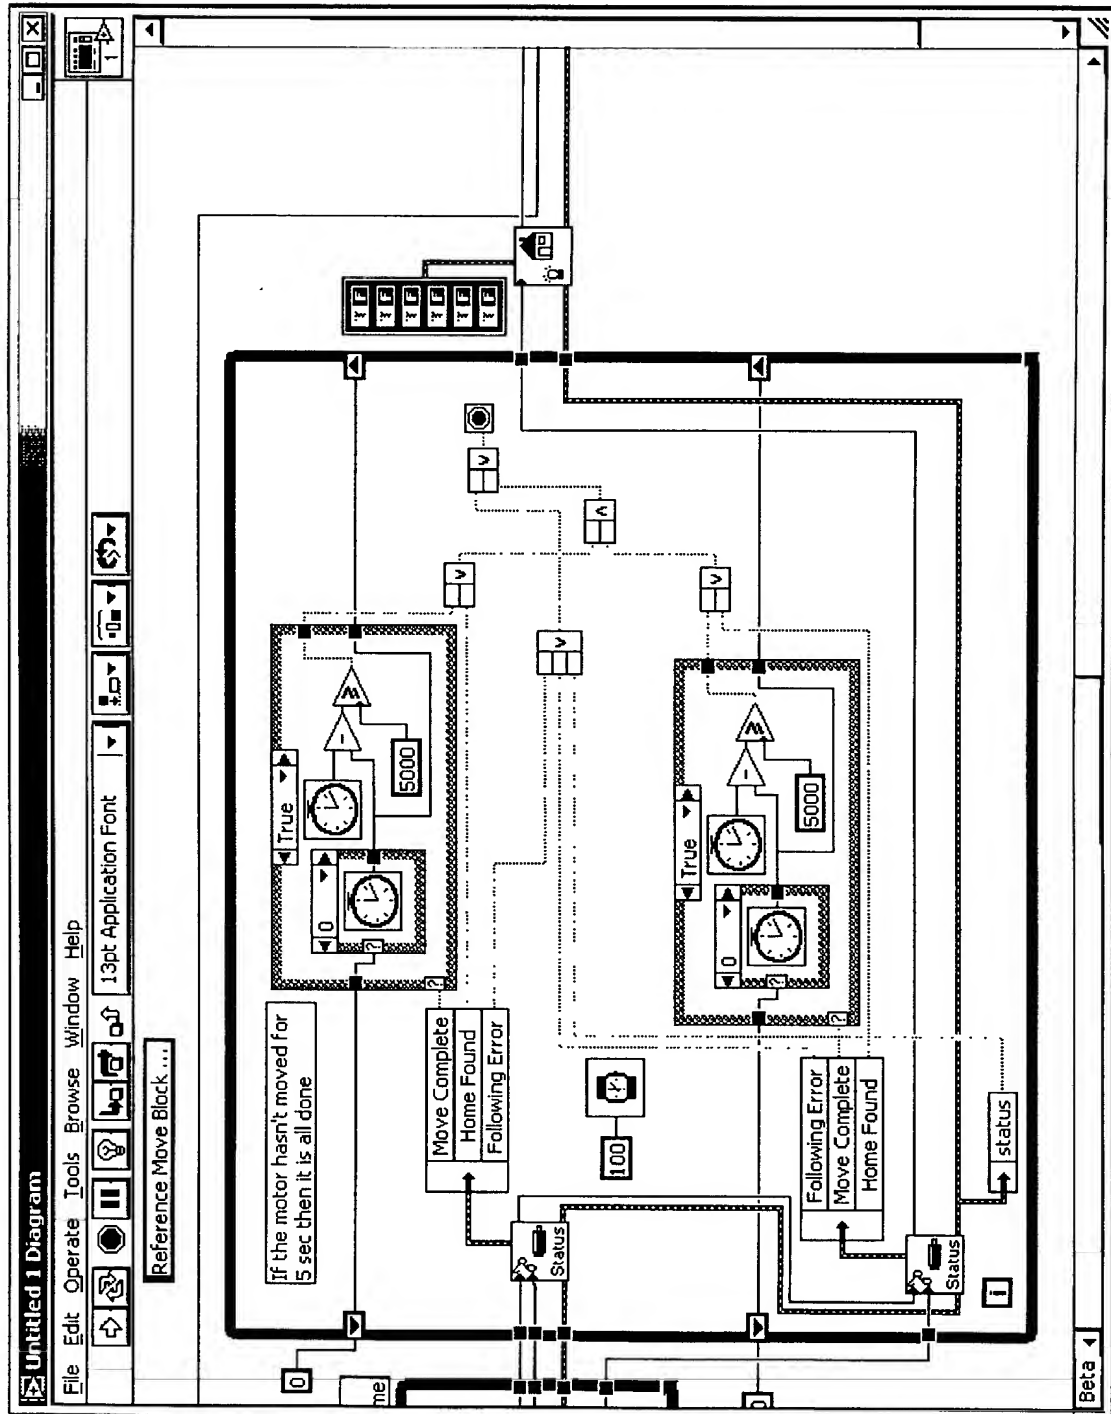 Untitled 1 Diagram
File Edit Operate Tools Browse Window Help
13pt Application Font
1
Reference Move Block ...
If the motor hasn't moved for
5 sec then it is all done
0
True
0
5000
Move Complete
Home Found
Following Error
Status
100
me
True
0
5000
Following Error
Move Complete
Home Found
Status
status
i
Beta